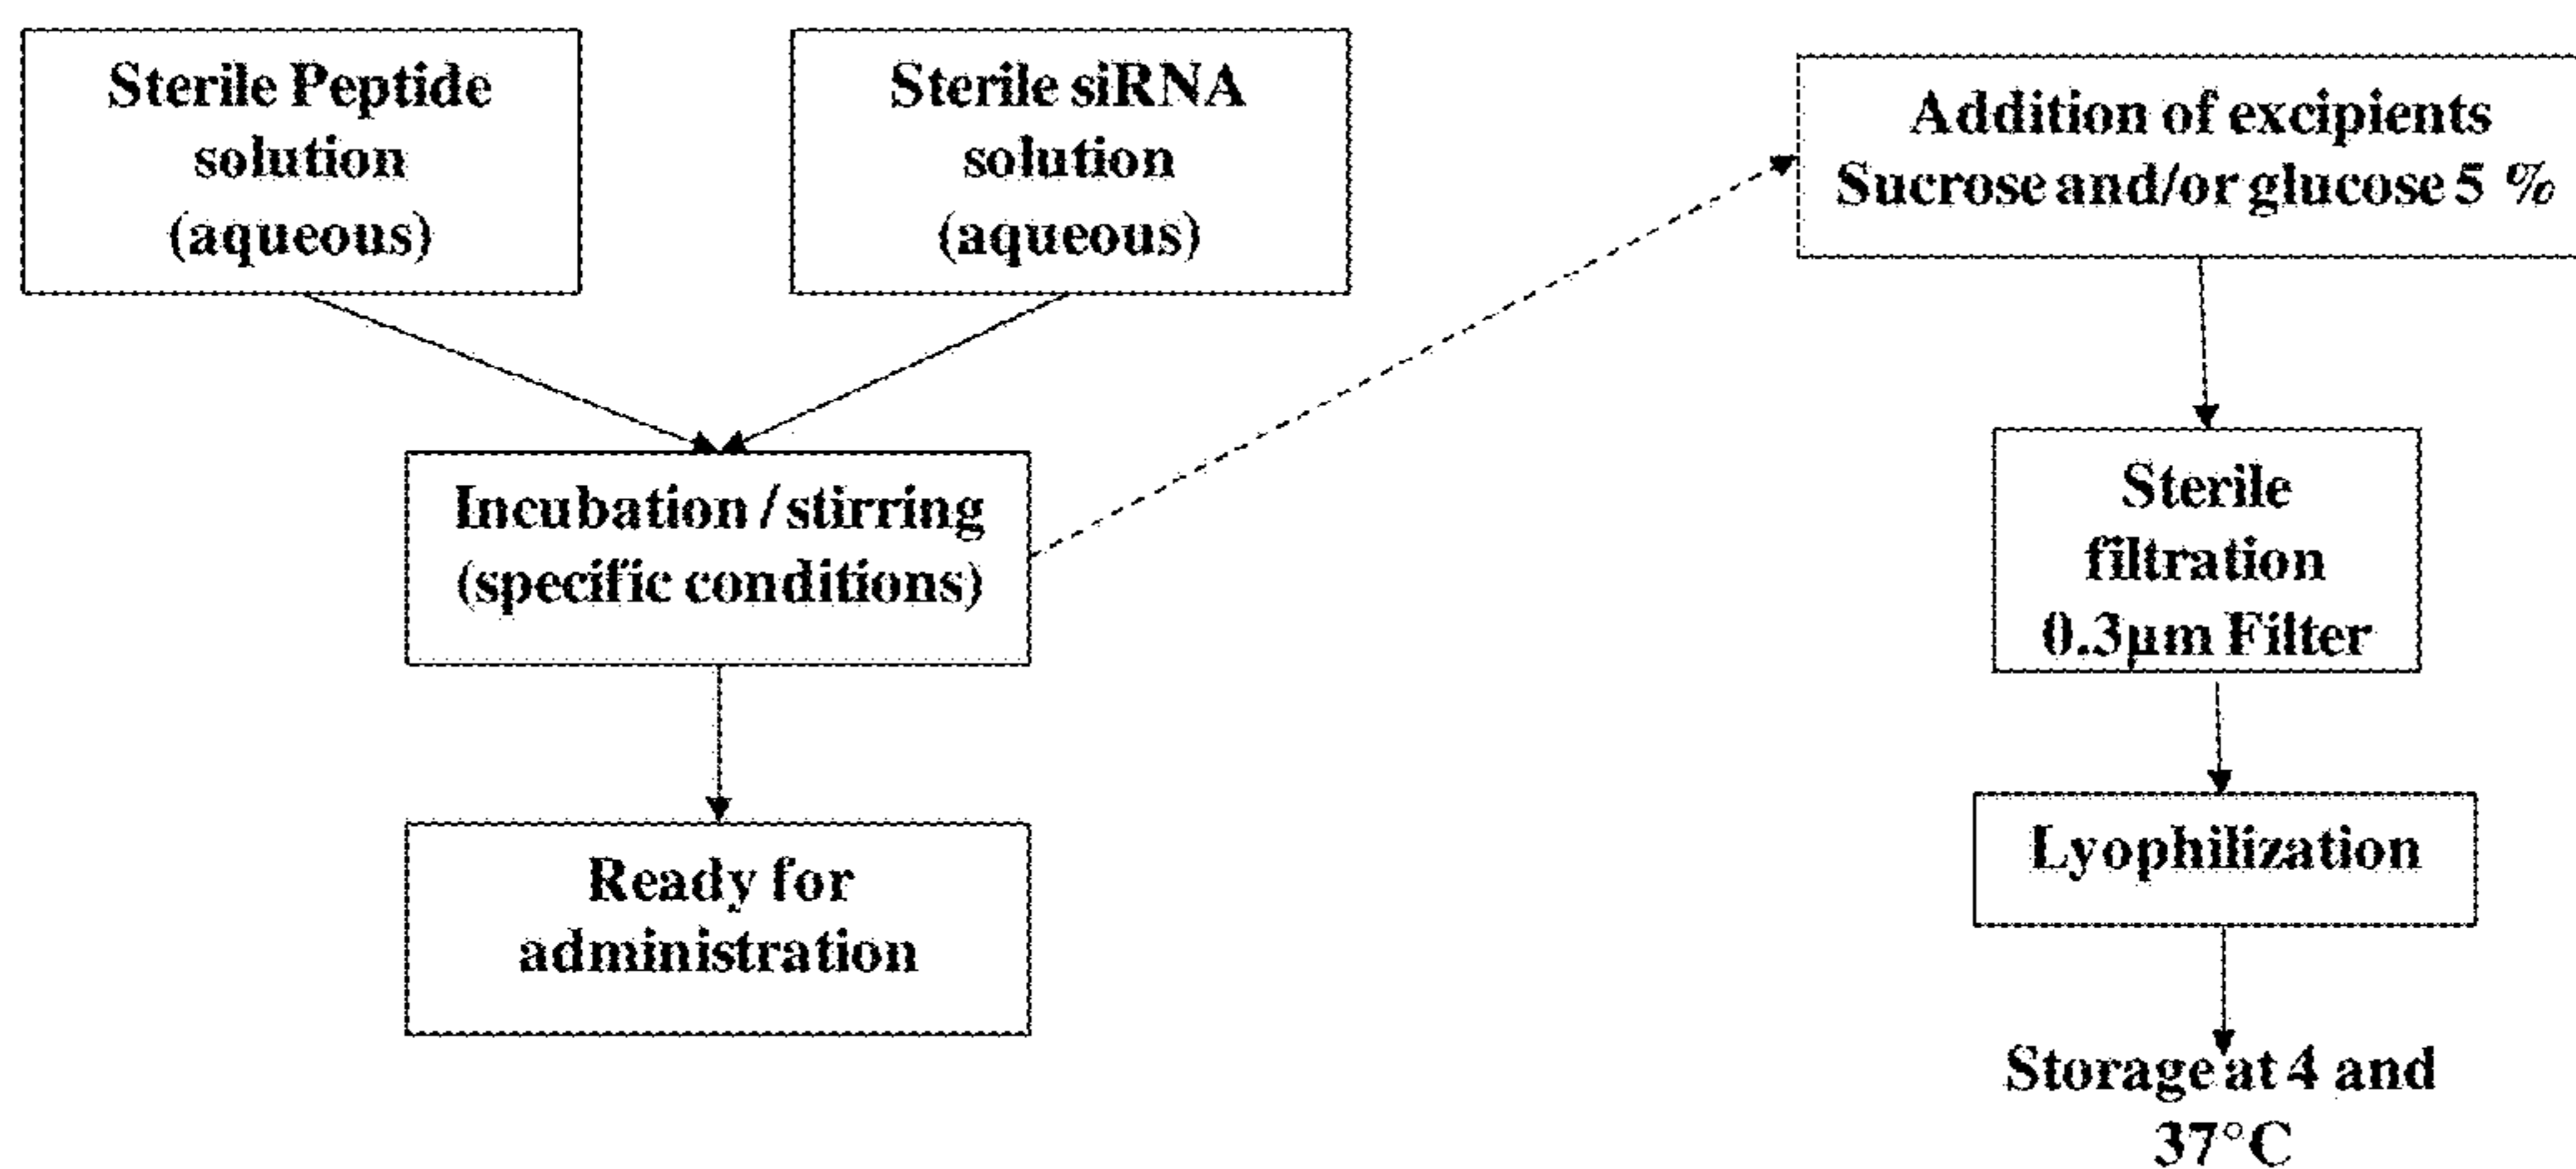 Sterile Peptide
solution
(aqueous)
Sterile siRNA
solution
(aqueous)
Incubation / stirring
(specific conditions)
Ready for
administration
Addition of excipients
Sucrose and/or glucose 5 %
Sterile
filtration
0.3µm Filter
Lyophilization
Storage at 4 and
37°C